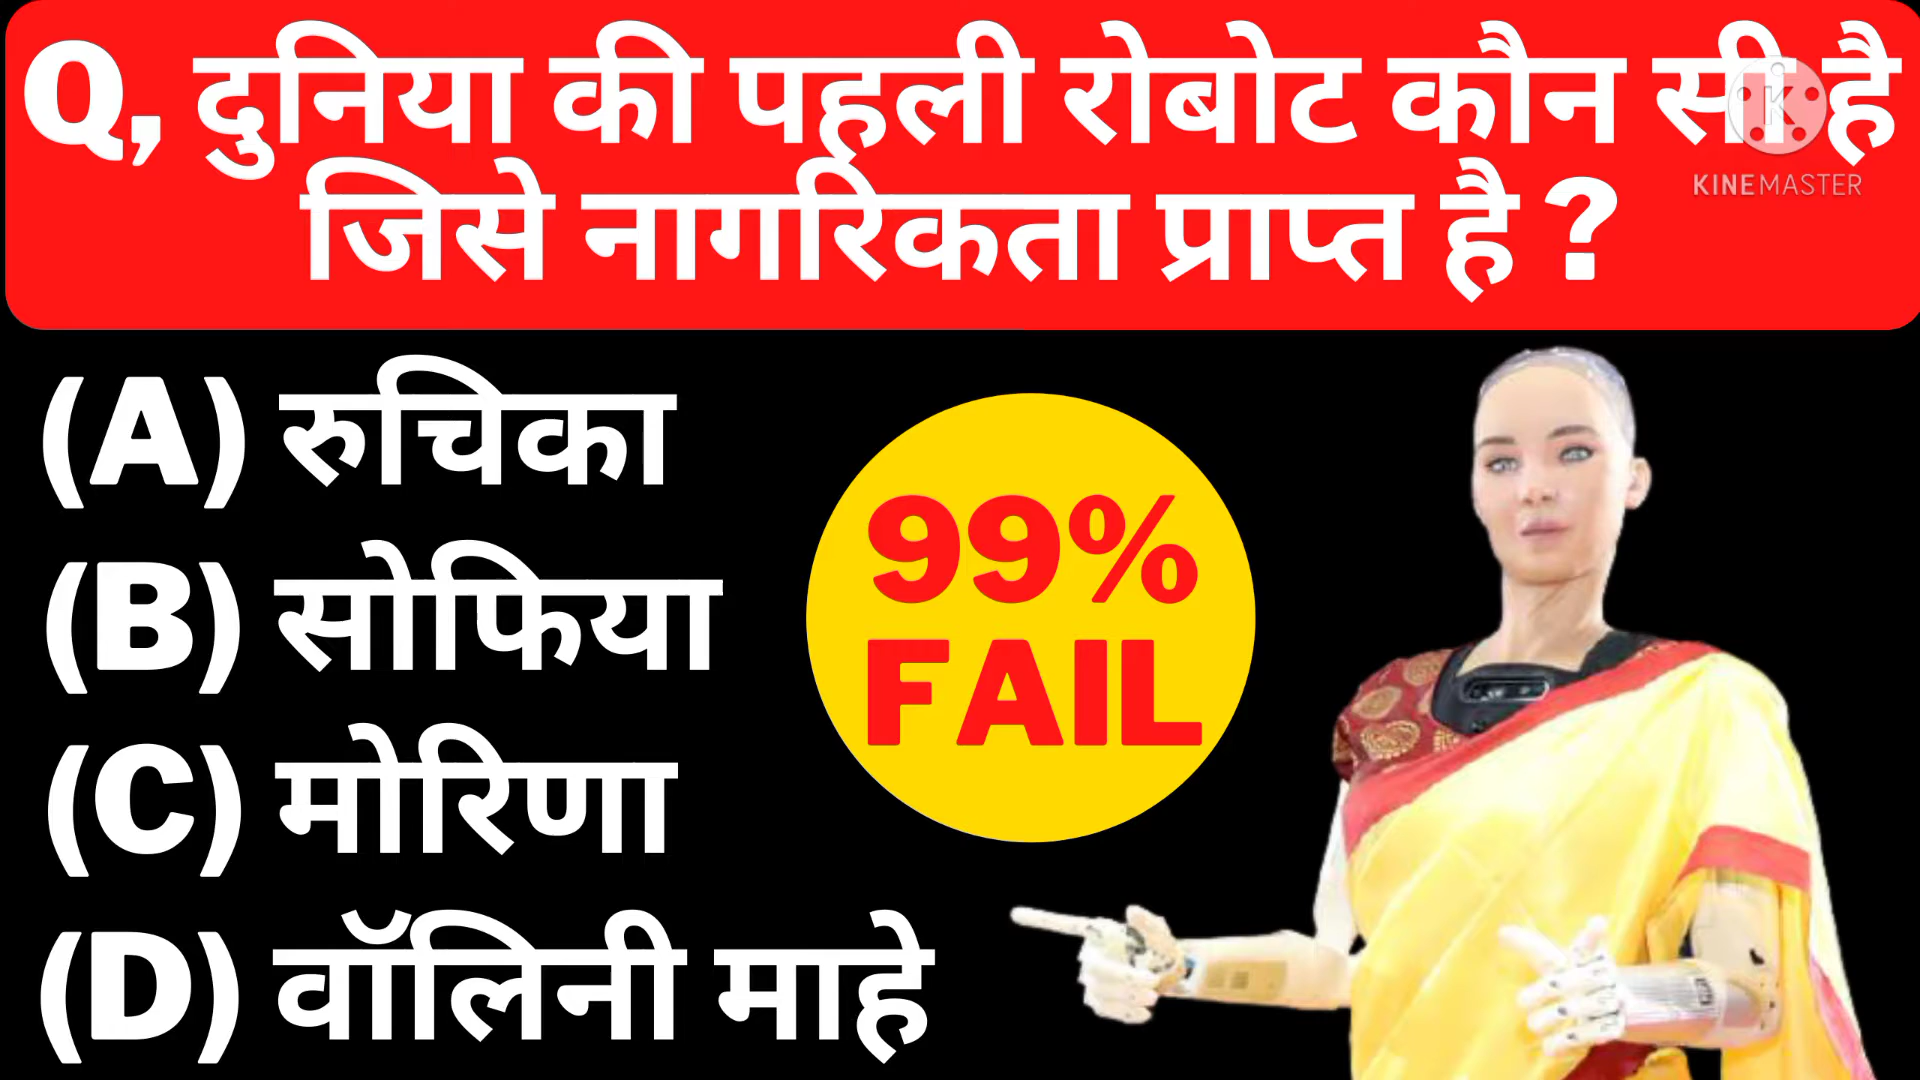 Q, दुनिया की पहली रोबोट कौन सी है
जिसे नागरिकता प्राप्त है ?
KINEMASTER
(A) रुचिका
(B) सोफिया
(C) मोरिणा
(D) वॉलिनी माहे
99%
FAIL